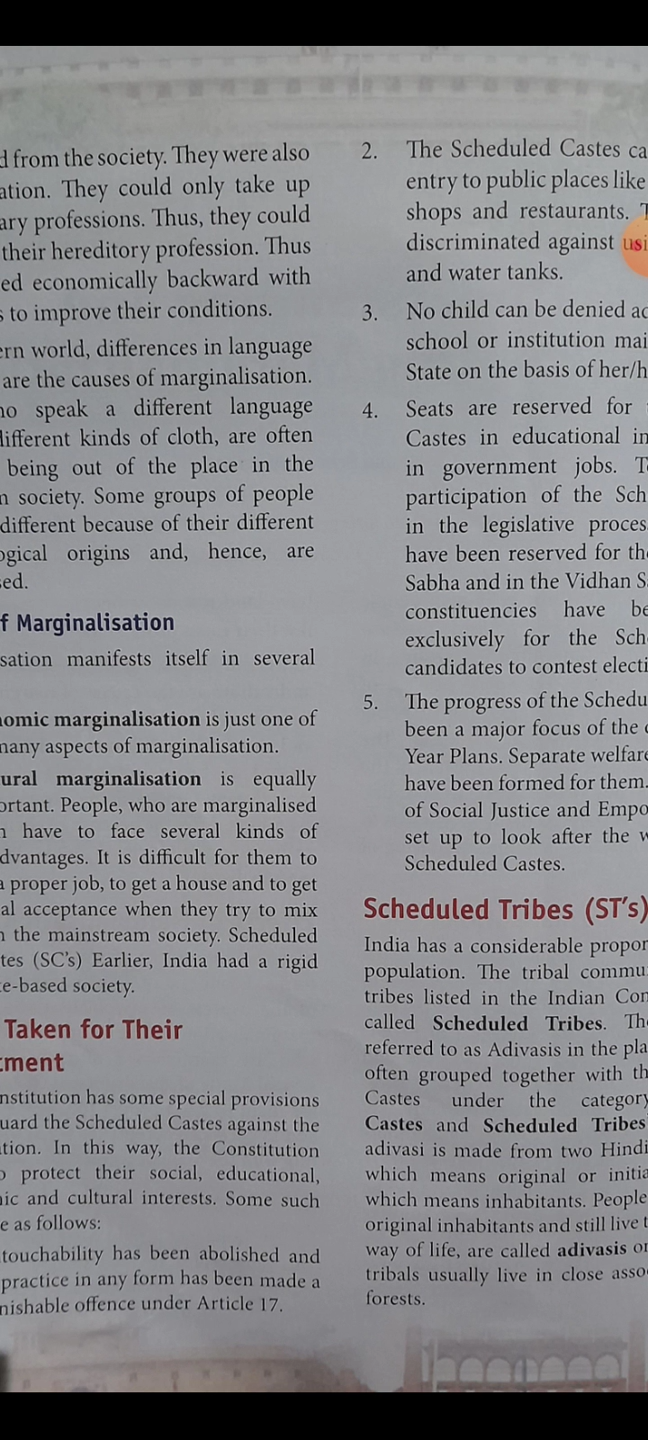 d from the society. They were also
ation. They could only take up
ary professions. Thus, they could
their hereditory profession. Thus
ed economically backward with
s to improve their conditions.
ern world, differences in language
are the causes of marginalisation.
ho speak a different language
different kinds of cloth, are often
being out of the place in the
n society. Some groups of people
different because of their different
ogical origins and, hence, are
sed.
f Marginalisation
sation manifests itself in several
nomic marginalisation is just one of
many aspects of marginalisation.
ural marginalisation is equally
ortant. People, who are marginalised
n have to face several kinds of
dvantages. It is difficult for them to
a proper job, to get a house and to get
al acceptance when they try to mix
n the mainstream society. Scheduled
tes (SC's) Earlier, India had a rigid
te-based society.
Taken for Their
tment
nstitution has some special provisions
uard the Scheduled Castes against the
ation. In this way, the Constitution
o protect their social, educational,
nic and cultural interests. Some such
e as follows:
touchability has been abolished and
practice in any form has been made a
nishable offence under Article 17.
2. The Scheduled Castes ca
entry to public places like
shops and restaurants. T
discriminated against usi
and water tanks.
3. No child can be denied ad
school or institution mai
State on the basis of her/h
4. Seats are reserved for
Castes in educational in
in government jobs. T
participation of the Sch
in the legislative proces
have been reserved for the
Sabha and in the Vidhan S
constituencies have be
exclusively for the Sch
candidates to contest electi
5. The progress of the Schedu
been a major focus of the
Year Plans. Separate welfare
have been formed for them.
of Social Justice and Empo
set up to look after the w
Scheduled Castes.
Scheduled Tribes (ST's)
India has a considerable propor
population. The tribal commu
tribes listed in the Indian Con
called Scheduled Tribes. The
referred to as Adivasis in the pla
often grouped together with th
Castes under the category
Castes and Scheduled Tribes
adivasi is made from two Hindi
which means original or initia
which means inhabitants. People
original inhabitants and still live t
way of life, are called adivasis or
tribals usually live in close asso
forests.